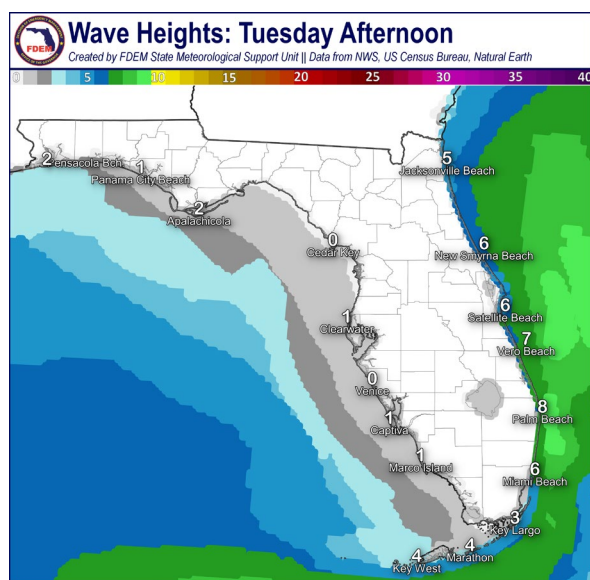 Wave Heights: Tuesday Afternoon
Created by FDEM State Meteorological Support Unit || Data from NWS, US Census Bureau, Natural Earth
FDEM
0 5 10 15 20 25 30 35 40
2
ensacola Bch
1
Panama City Beach
2
Apalachicola
5
Jacksonville Beach
0
Cedar Key
6
New Smyrna Beach
1
Clearwater
6
Satellite Beach
7
Vero Beach
0
Venice
1
Captiva
8
Palm Beach
1
Marco Island
6
Miami Beach
3
Key Largo
4
Marathon
4
Key West